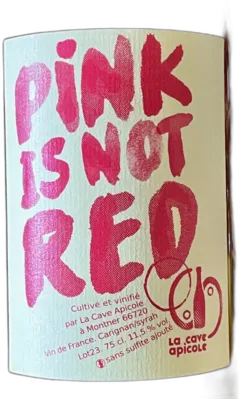 PiNK
IS NOT
RED
Cultive et vinifié
par La Cave Apicole
à Montner 66720
Vin de France. Carignan/syrah
Lot23. 75 cl. 11,5 % vol
sans sulfite ajouté
La cave
apicole